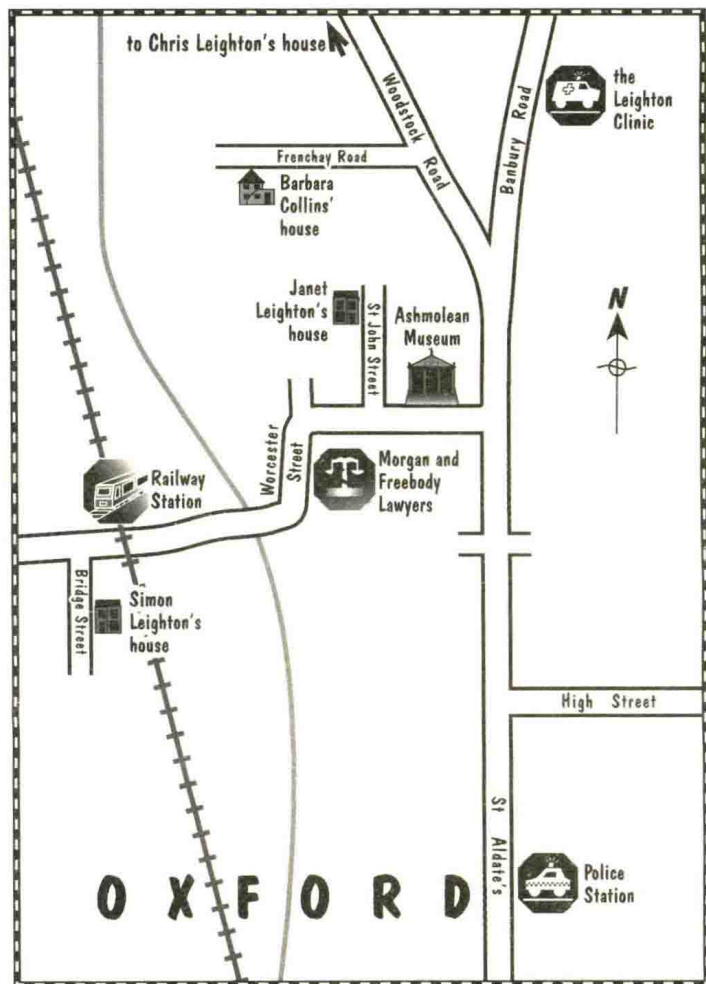 to Chris Leighton's house
the
Leighton
Clinic
Woodstock Road
Banbury Road
Frenchay Road
Barbara
Collins'
house
Janet
Leighton's
house
St John Street
Ashmolean
Museum
N
Worcester
Street
Morgan and
Freebody
Lawyers
Railway
Station
Bridge Street
Simon
Leighton's
house
High Street
St Aldate's
Police
Station
OXFORD